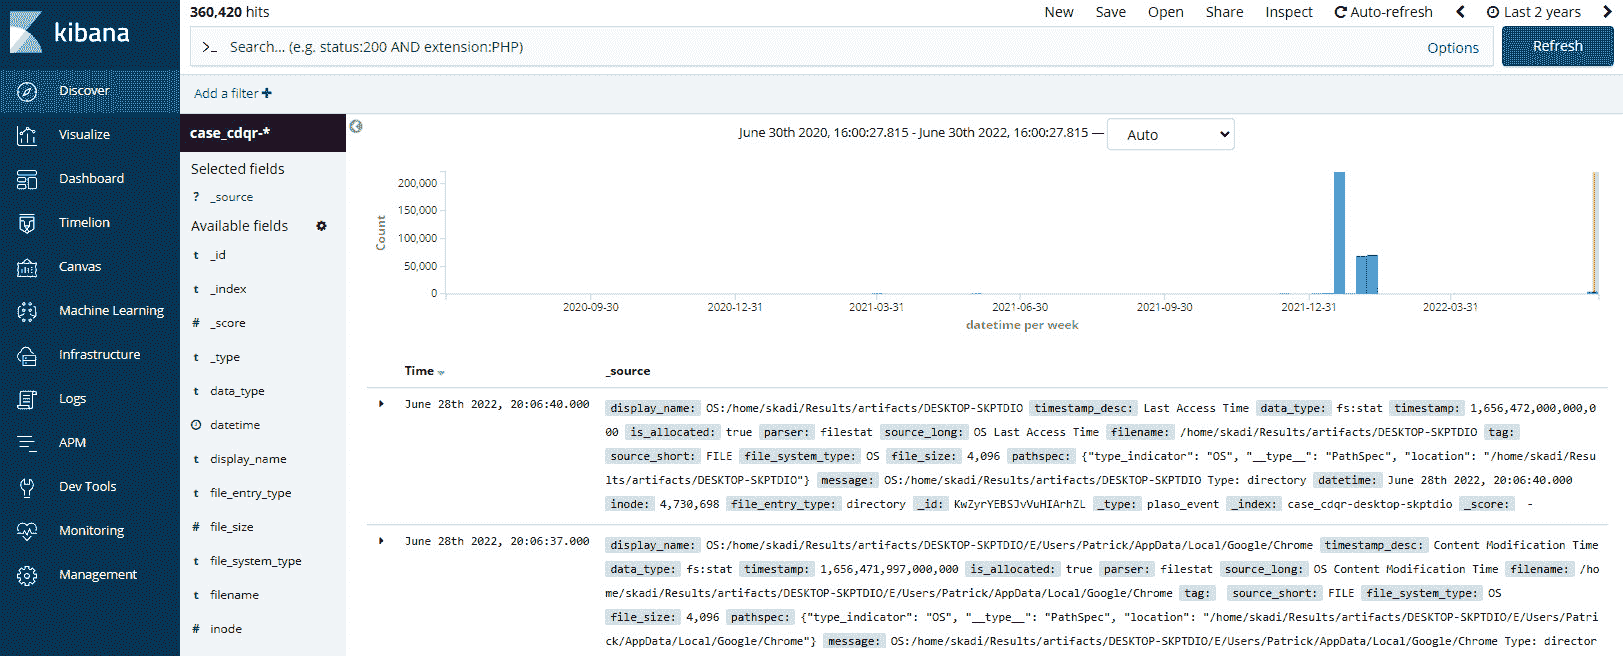 kibana
Discover
Visualize
Dashboard
Timelion
Canvas
Machine Learning
Infrastructure
Logs
APM
Dev Tools
Monitoring
Management
360,420 hits
New Save Open Share Inspect Auto-refresh Last 2 years
>_ Search... (e.g. status:200 AND extension:PHP) Options Refresh
Add a filter +
case_cdqr-*
Selected fields
? _source
Available fields
t _id
t _index
# _score
t _type
t data_type
datetime
t display_name
t file_entry_type
# file_size
t file_system_type
t filename
# inode
June 30th 2020, 16:00:27.815 - June 30th 2022, 16:00:27.815 — Auto
Count
200,000
150,000
100,000
50,000
0
2020-09-30 2020-12-31 2021-03-31 2021-06-30 2021-09-30 2021-12-31 2022-03-31
datetime per week
Time _source
June 28th 2022, 20:06:40.000 display_name: OS:/home/skadi/Results/artifacts/DESKTOP-SKPTDIO timestamp_desc: Last Access Time data_type: fs:stat timestamp: 1,656,472,000,000,0
00 is_allocated: true parser: filestat source_long: OS Last Access Time filename: /home/skadi/Results/artifacts/DESKTOP-SKPTDIO tag:
source_short: FILE file_system_type: OS file_size: 4,096 pathspec: {"type_indicator": "OS", "__type__": "PathSpec", "location": "/home/skadi/Resu
lts/artifacts/DESKTOP-SKPTDIO"} message: OS:/home/skadi/Results/artifacts/DESKTOP-SKPTDIO Type: directory datetime: June 28th 2022, 20:06:40.000
inode: 4,730,698 file_entry_type: directory _id: KwZyrYEBSJvVuHIArhZL _type: plaso_event _index: case_cdqr-desktop-skptdio _score: -
June 28th 2022, 20:06:37.000 display_name: OS:/home/skadi/Results/artifacts/DESKTOP-SKPTDIO/E/Users/Patrick/AppData/Local/Google/Chrome timestamp_desc: Content Modification Time
data_type: fs:stat timestamp: 1,656,471,997,000,000 is_allocated: true parser: filestat source_long: OS Content Modification Time filename: /ho
me/skadi/Results/artifacts/DESKTOP-SKPTDIO/E/Users/Patrick/AppData/Local/Google/Chrome tag: source_short: FILE file_system_type: OS
file_size: 4,096 pathspec: {"type_indicator": "OS", "__type__": "PathSpec", "location": "/home/skadi/Results/artifacts/DESKTOP-SKPTDIO/E/Users/Patri
ck/AppData/Local/Google/Chrome"} message: OS:/home/skadi/Results/artifacts/DESKTOP-SKPTDIO/E/Users/Patrick/AppData/Local/Google/Chrome Type: director